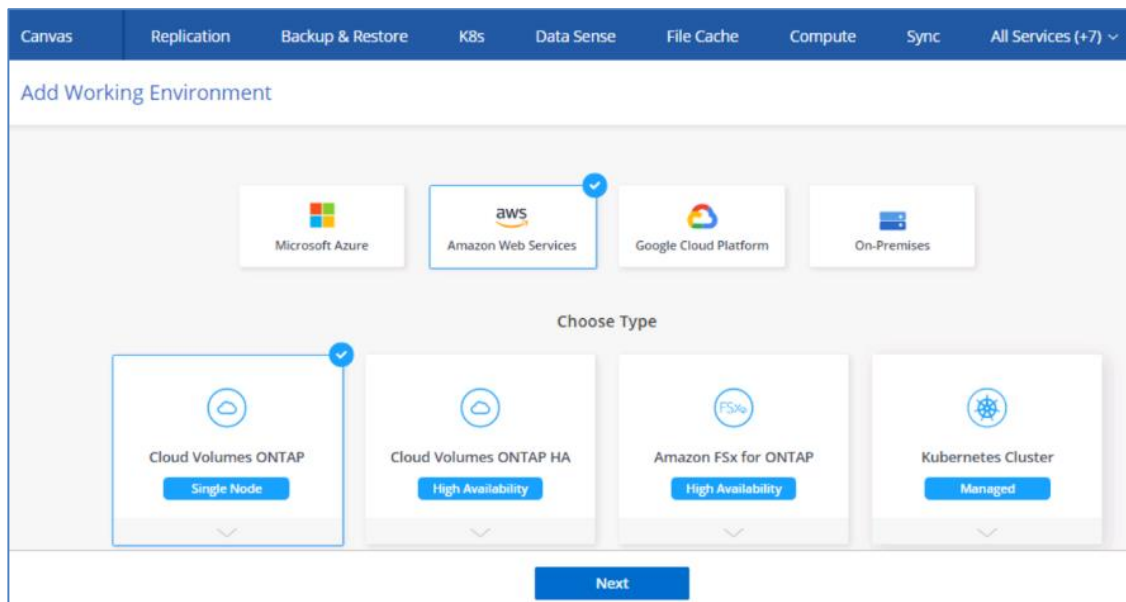 Canvas Replication Backup & Restore K8s Data Sense File Cache Compute Sync All Services (+7)
Add Working Environment
aws
Microsoft Azure Amazon Web Services Google Cloud Platform On-Premises
Choose Type
FSx
Cloud Volumes ONTAP Cloud Volumes ONTAP HA Amazon FSx for ONTAP Kubernetes Cluster
Single Node High Availability High Availability Managed
Next